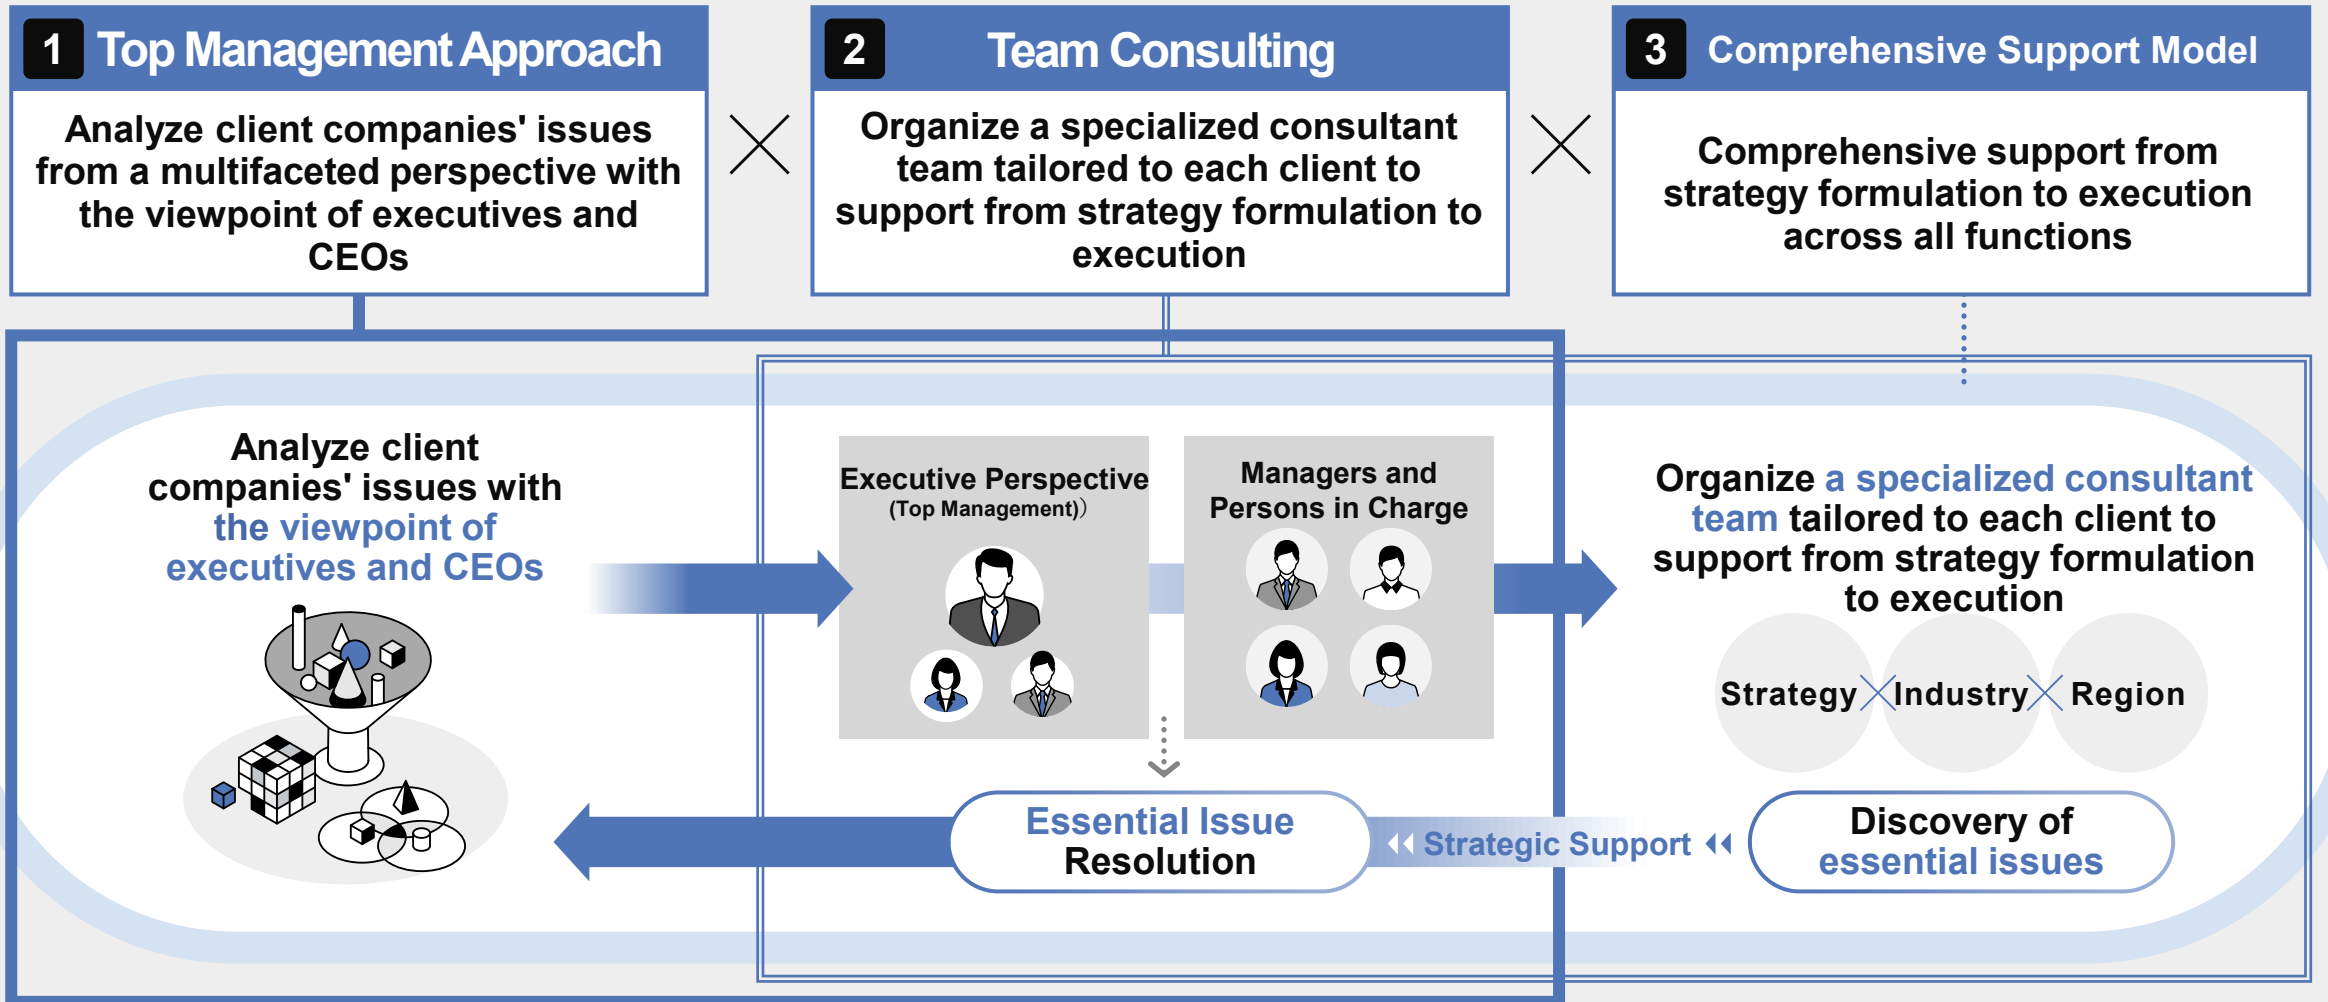 1 Top Management Approach
Analyze client companies' issues
from a multifaceted perspective with
the viewpoint of executives and
CEOs
2 Team Consulting
Organize a specialized consultant
team tailored to each client to
support from strategy formulation to
execution
3 Comprehensive Support Model
Comprehensive support from
strategy formulation to execution
across all functions
Analyze client
companies' issues with
the viewpoint of
executives and CEOs
Executive Perspective
(Top Management)）
Managers and
Persons in Charge
Organize a specialized consultant
team tailored to each client to
support from strategy formulation
to execution
Strategy Industry Region
Essential Issue
Resolution
Strategic Support
Discovery of
essential issues